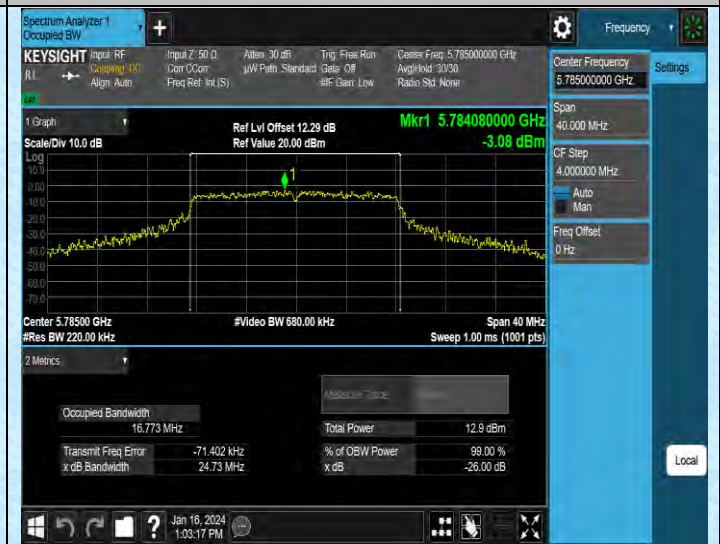 Spectrum Analyzer 1
Occupied BW
Frequency
KEYSIGHT
Input: RF
Coupling: DC
Align: Auto
Input Z: 50 Ω
Corr CCorr
Freq Ref: Int (S)
Atten: 30 dB
µW Path: Standard
Trig: Free Run
Gate: Off
#IF Gain: Low
Center Freq: 5.785000000 GHz
Avg|Hold: 30/30
Radio Std: None
Center Frequency
5.785000000 GHz
Settings
Span
40.000 MHz
CF Step
4.000000 MHz
Auto
Man
Freq Offset
0 Hz
1 Graph
Scale/Div 10.0 dB
Ref Lvl Offset 12.29 dB
Ref Value 20.00 dBm
Mkr1 5.784080000 GHz
-3.08 dBm
Log
10.0
0.00
-10.0
-20.0
-30.0
-40.0
-50.0
-60.0
-70.0
1
Center 5.78500 GHz
#Res BW 220.00 kHz
#Video BW 680.00 kHz
Span 40 MHz
Sweep 1.00 ms (1001 pts)
2 Metrics
Measure Trace
Occupied Bandwidth
16.773 MHz
Total Power 12.9 dBm
Transmit Freq Error -71.402 kHz
% of OBW Power 99.00 %
x dB Bandwidth 24.73 MHz
x dB -26.00 dB
Local
?
Jan 16, 2024
1:03:17 PM